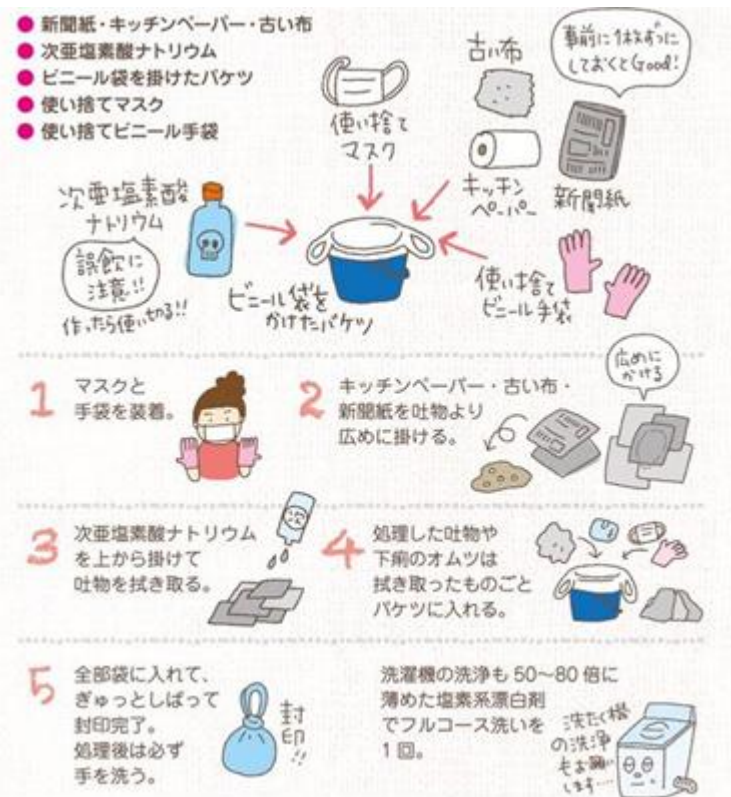 ● 新聞紙・キッチンペーパー・古い布
● 次亜塩素酸ナトリウム
● ビニール袋を掛けたバケツ
● 使い捨てマスク
● 使い捨てビニール手袋
使い捨て
マスク
古い布
事前に1枚ずつに
しておくとGood!
キッチン
ペーパー
新聞紙
次亜塩素酸
ナトリウム
誤飲に
注意!!
作ったら使い切る!!
ビニール袋を
かけたバケツ
使い捨て
ビニール手袋
1 マスクと
手袋を装着。
2 キッチンペーパー・古い布・
新聞紙を吐物より
広めに掛ける。
広めに
かける
3 次亜塩素酸ナトリウム
を上から掛けて
吐物を拭き取る。
4 処理した吐物や
下痢のオムツは
拭き取ったものごと
バケツに入れる。
5 全部袋に入れて、
ぎゅっとしばって
封印完了。
処理後は必ず
手を洗う。
封
印!!
洗濯機の洗浄も50〜80倍に
薄めた塩素系漂白剤
でフルコース洗いを
1回。
洗たく機
の洗浄
もお願い
します…